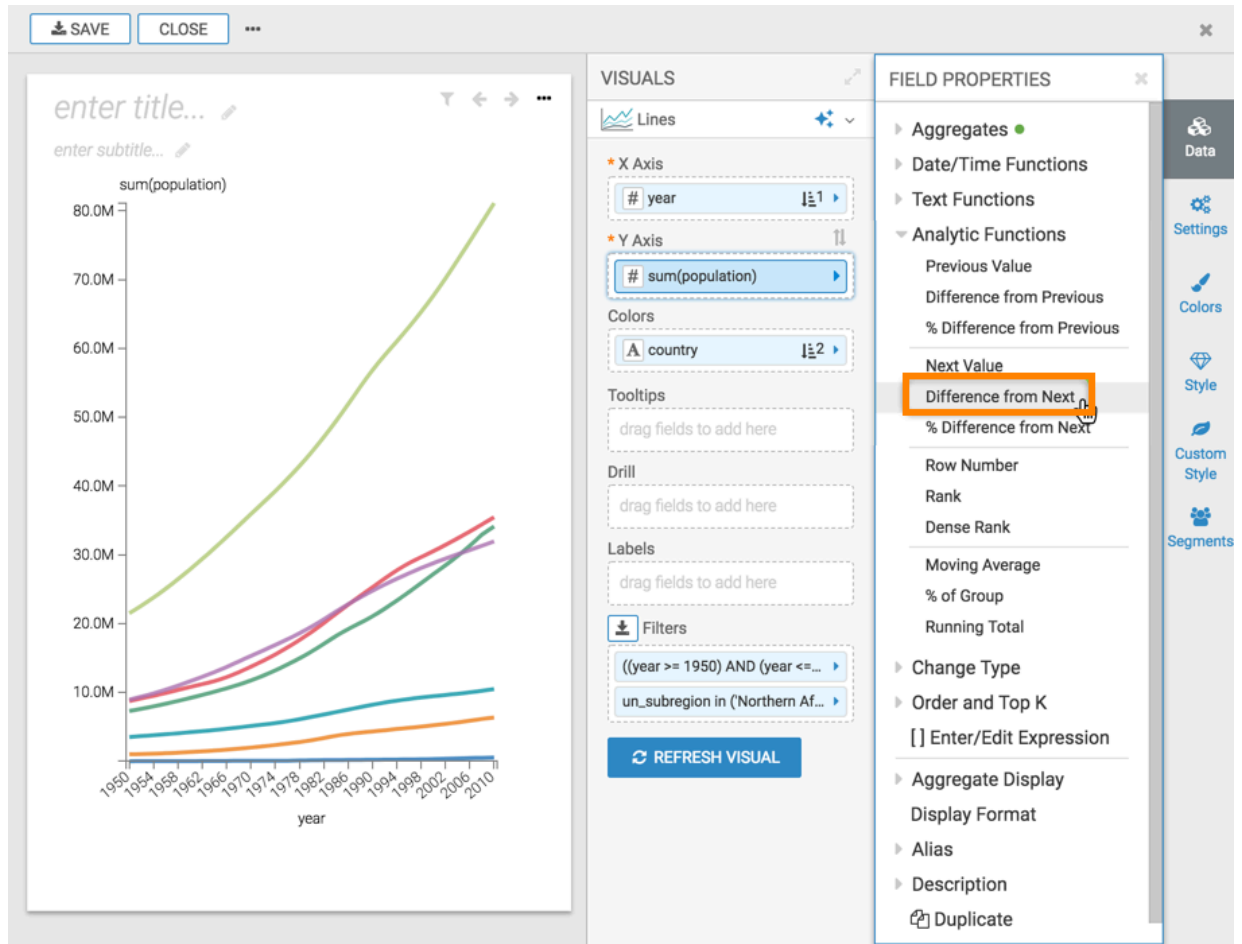 SAVE
CLOSE
enter title...
enter subtitle...
sum(population)
80.0M
70.0M
60.0M
50.0M
40.0M
30.0M
20.0M
10.0M
1950 1954 1958 1962 1966 1970 1974 1978 1982 1986 1990 1994 1998 2002 2006 2010
year
VISUALS
Lines
* X Axis
# year 1
* Y Axis
# sum(population)
Colors
A country 2
Tooltips
drag fields to add here
Drill
drag fields to add here
Labels
drag fields to add here
Filters
((year >= 1950) AND (year <=...
un_subregion in ('Northern Af...
REFRESH VISUAL
FIELD PROPERTIES
Aggregates
Date/Time Functions
Text Functions
Analytic Functions
Previous Value
Difference from Previous
% Difference from Previous
Next Value
Difference from Next
% Difference from Next
Row Number
Rank
Dense Rank
Moving Average
% of Group
Running Total
Change Type
Order and Top K
[ ] Enter/Edit Expression
Aggregate Display
Display Format
Alias
Description
Duplicate
Data
Settings
Colors
Style
Custom
Style
Segments